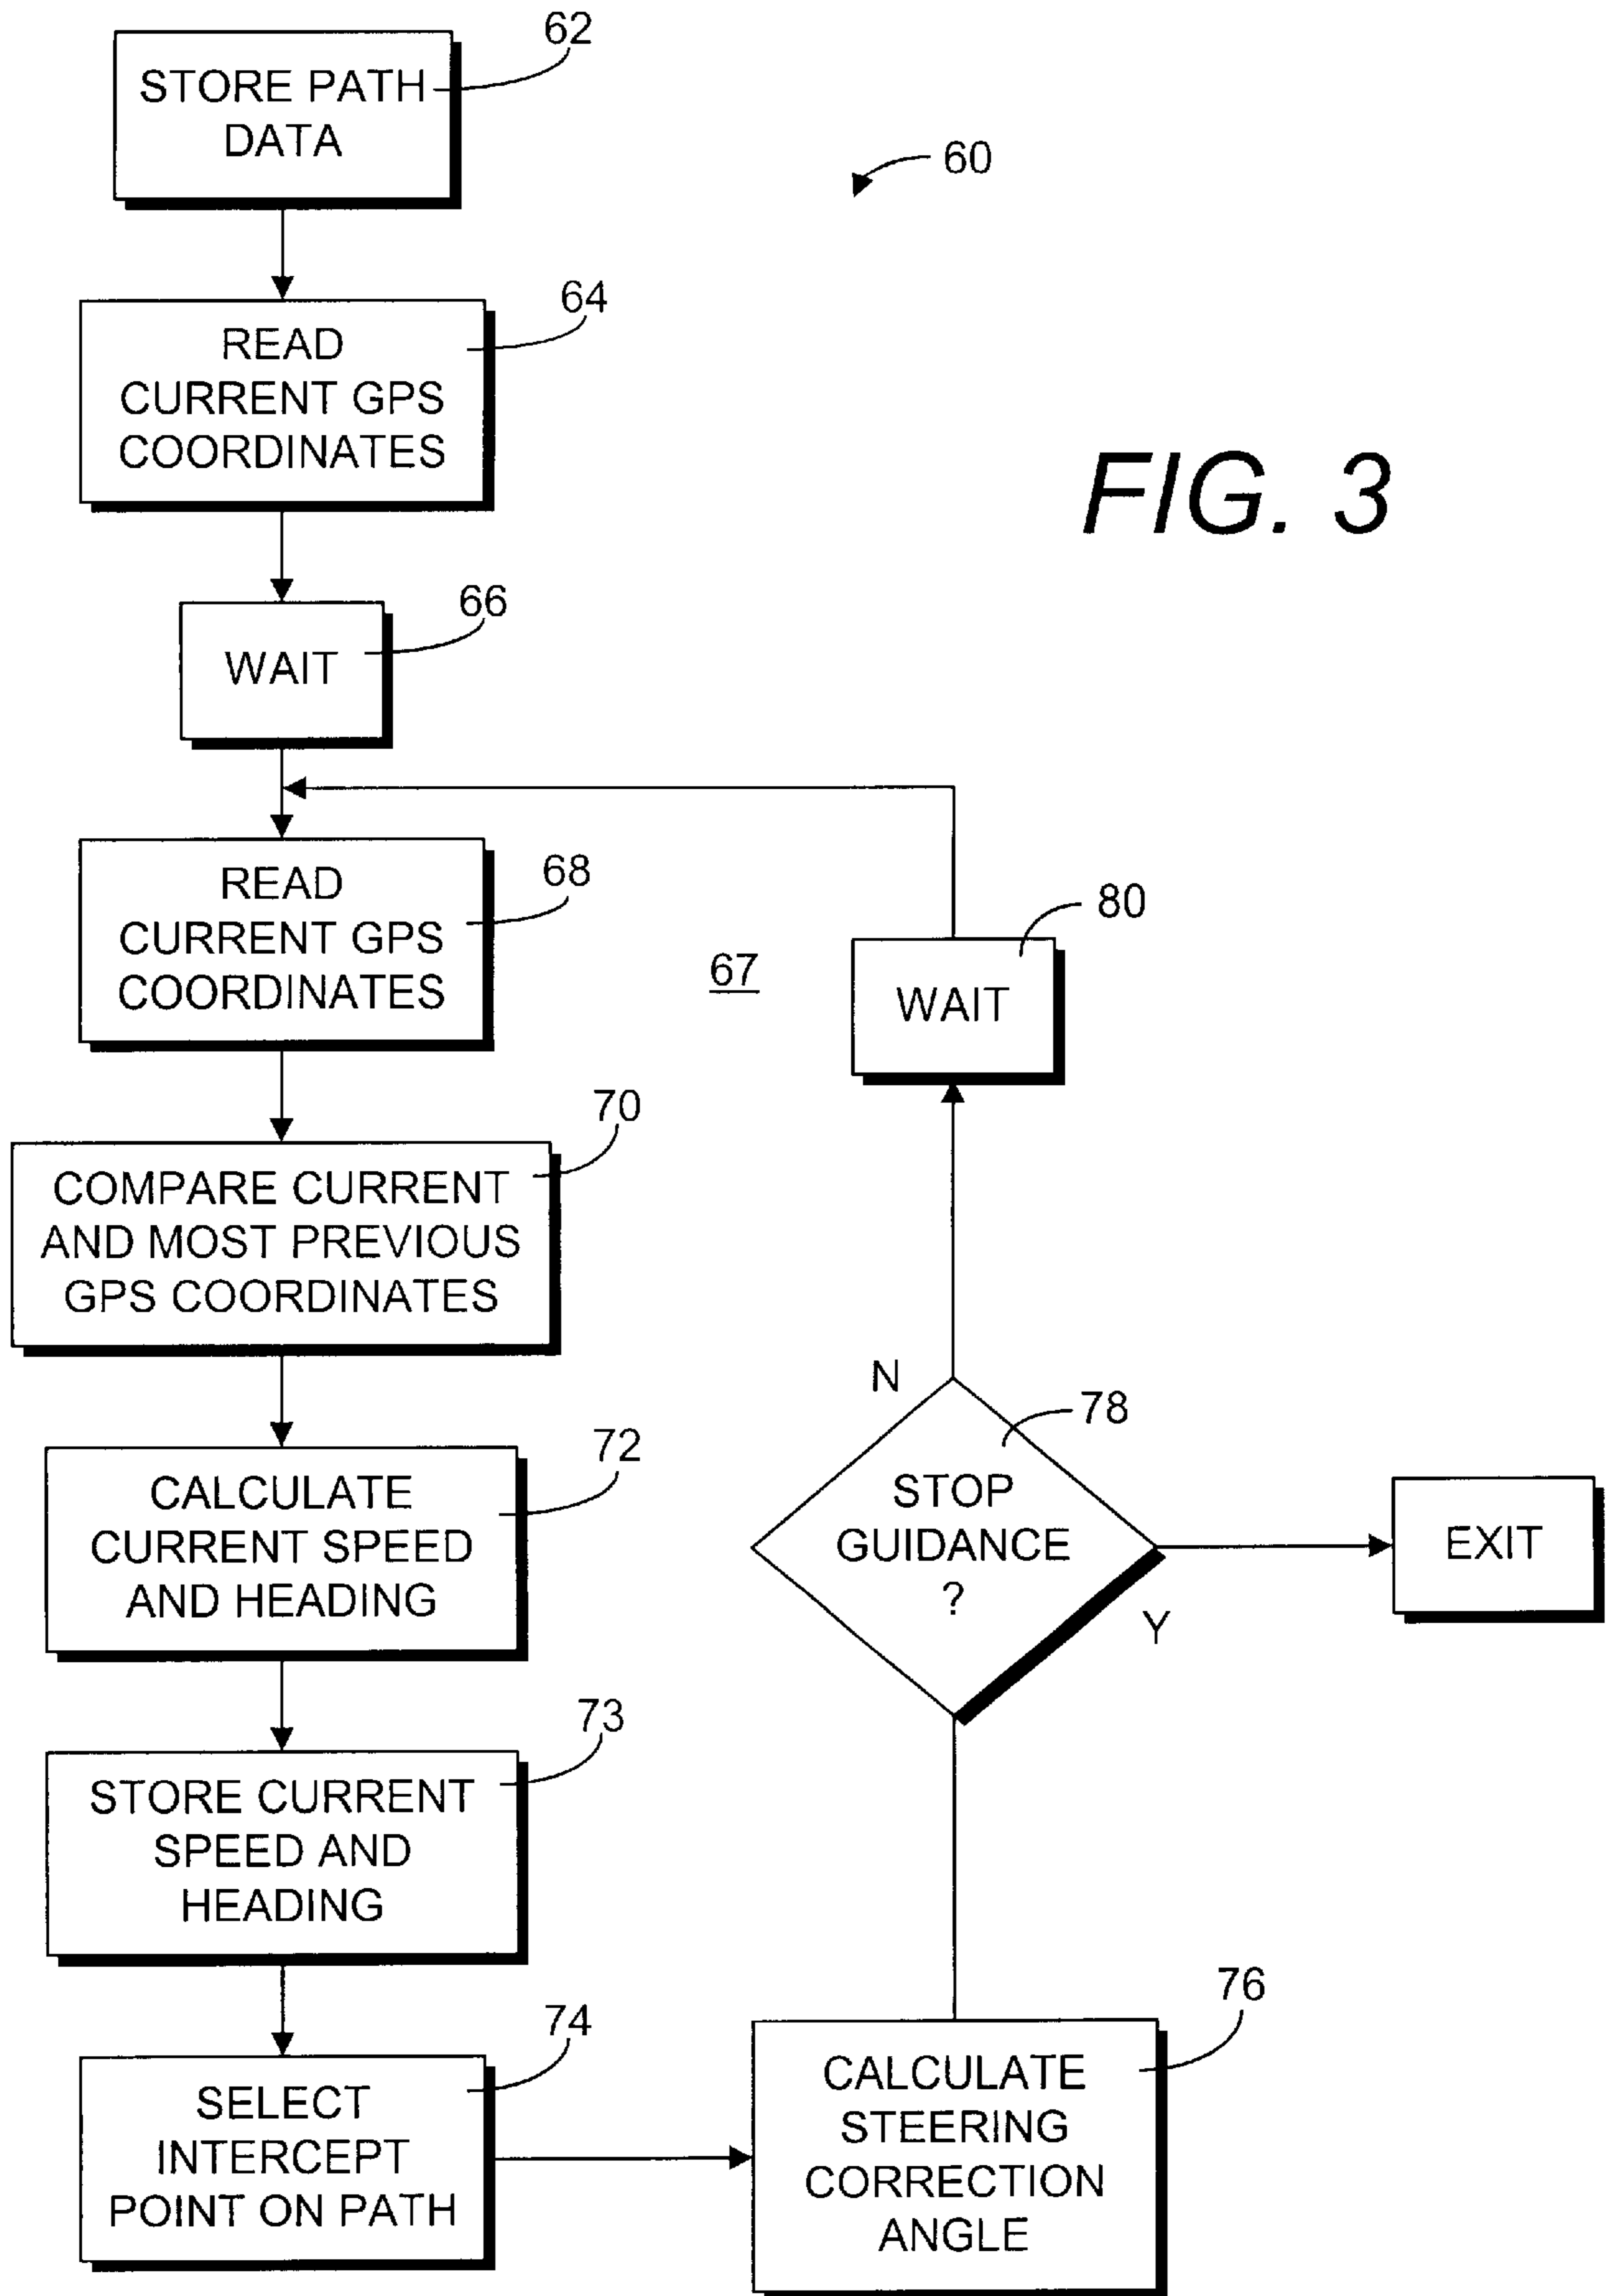 62
STORE PATH
DATA
60
64
READ
CURRENT GPS
COORDINATES
FIG. 3
66
WAIT
68
READ
CURRENT GPS
COORDINATES
67
80
WAIT
70
COMPARE CURRENT
AND MOST PREVIOUS
GPS COORDINATES
72
CALCULATE
CURRENT SPEED
AND HEADING
N
78
STOP
GUIDANCE
?
Y
EXIT
73
STORE CURRENT
SPEED AND
HEADING
74
SELECT
INTERCEPT
POINT ON PATH
76
CALCULATE
STEERING
CORRECTION
ANGLE